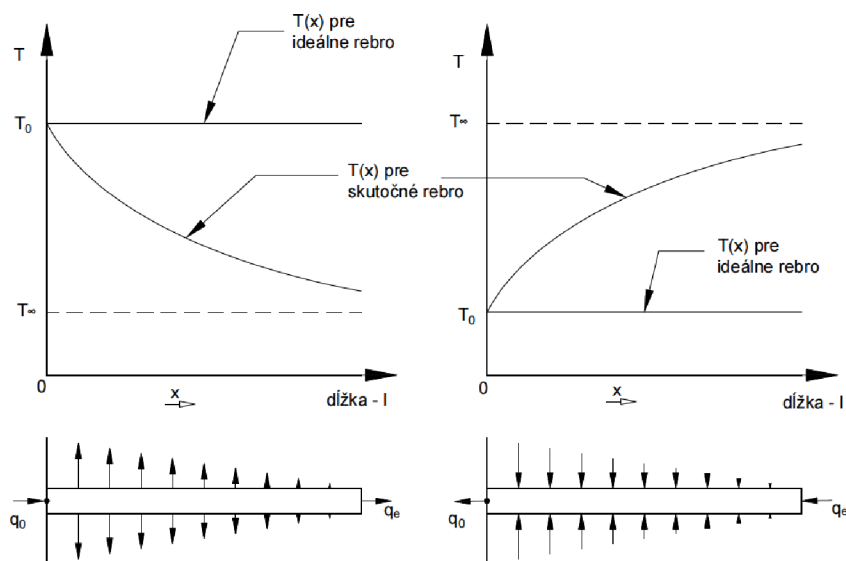 T(x) pre
ideálne rebro
T
T₀
T∞
T(x) pre
skutočné rebro
0
x
dĺžka - l
q₀
qₑ
T
T∞
T(x) pre
ideálne rebro
T₀
0
x
dĺžka - l
q₀
qₑ